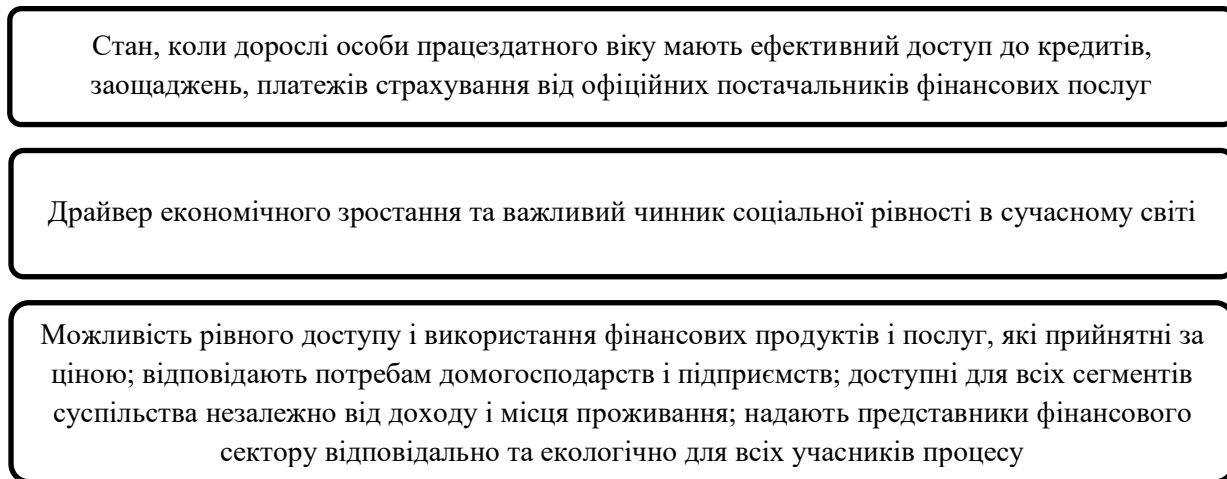 Стан, коли дорослі особи працездатного віку мають ефективний доступ до кредитів,
заощаджень, платежів страхування від офіційних постачальників фінансових послуг
Драйвер економічного зростання та важливий чинник соціальної рівності в сучасному світі
Можливість рівного доступу і використання фінансових продуктів і послуг, які прийнятні за
ціною; відповідають потребам домогосподарств і підприємств; доступні для всіх сегментів
суспільства незалежно від доходу і місця проживання; надають представники фінансового
сектору відповідально та екологічно для всіх учасників процесу